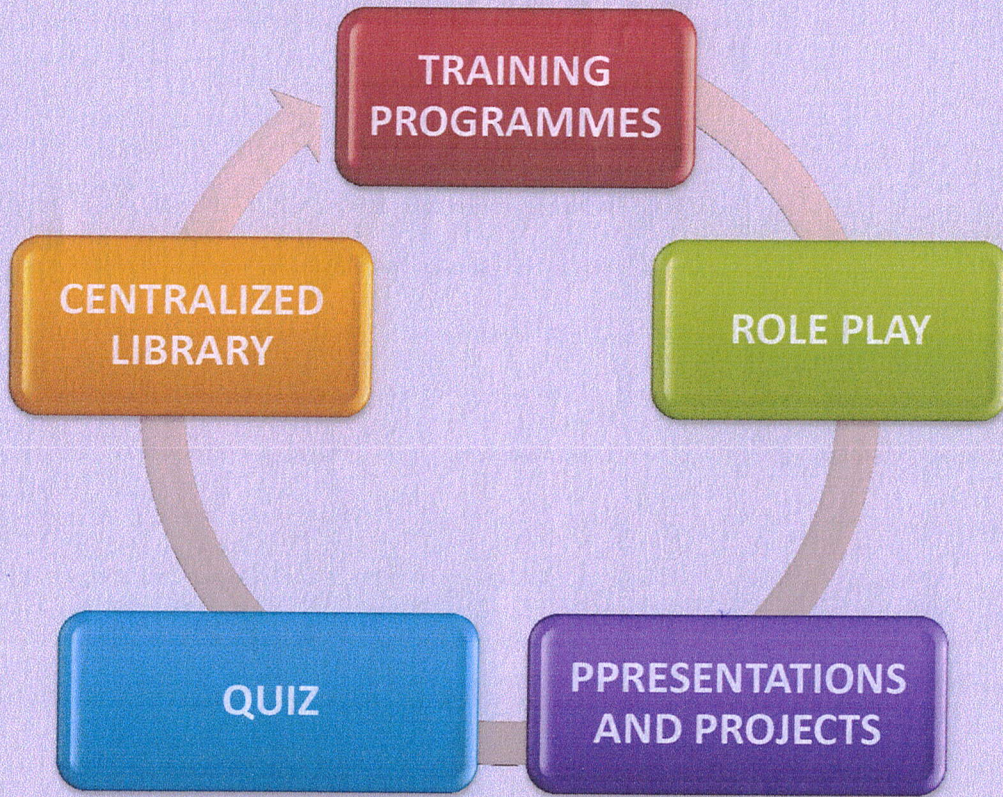 TRAINING
PROGRAMMES
ROLE PLAY
PPRESENTATIONS
AND PROJECTS
QUIZ
CENTRALIZED
LIBRARY